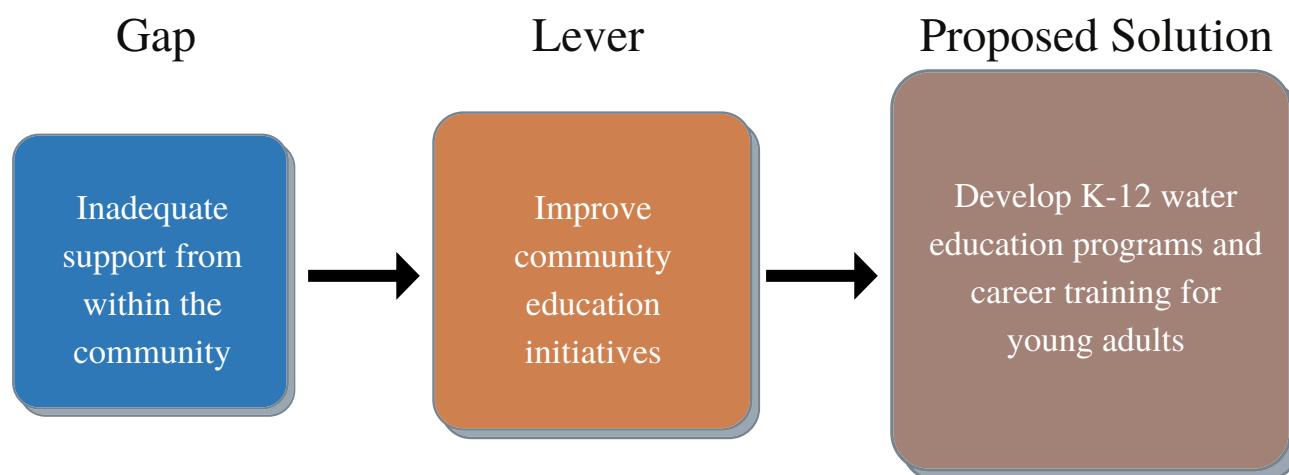 Gap
Lever
Proposed Solution
Inadequate
support from
within the
community
Improve
community
education
initiatives
Develop K-12 water
education programs and
career training for
young adults